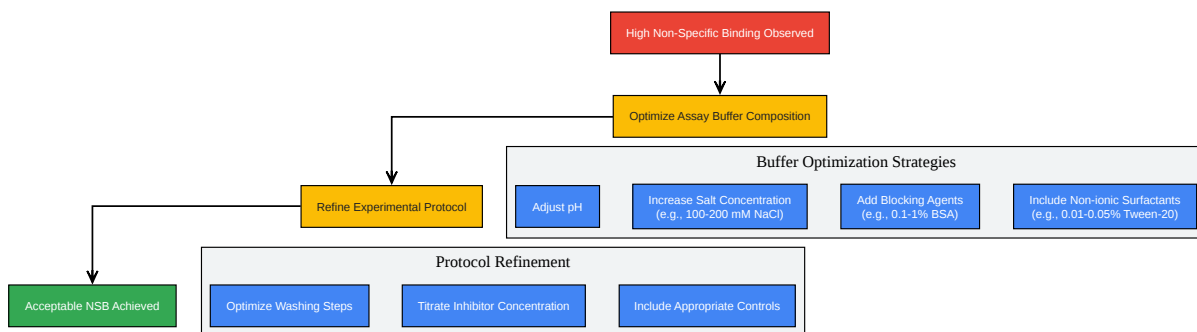 High Non-Specific Binding Observed
Optimize Assay Buffer Composition
Buffer Optimization Strategies
Adjust pH
Increase Salt Concentration
(e.g., 100-200 mM NaCl)
Add Blocking Agents
(e.g., 0.1-1% BSA)
Include Non-ionic Surfactants
(e.g., 0.01-0.05% Tween-20)
Refine Experimental Protocol
Protocol Refinement
Optimize Washing Steps
Titrate Inhibitor Concentration
Include Appropriate Controls
Acceptable NSB Achieved